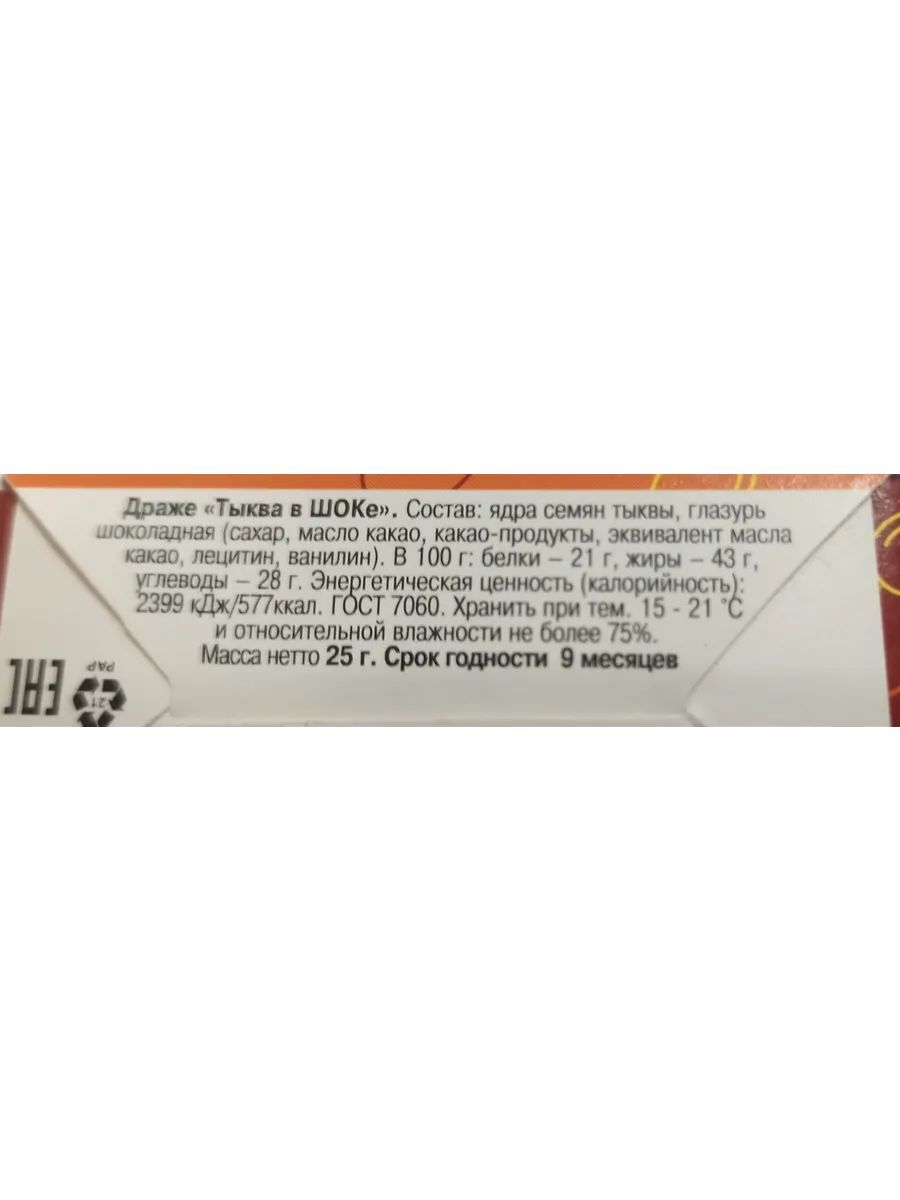 Драже «Тыква в ШОКе». Состав: ядра семян тыквы, глазурь
шоколадная (сахар, масло какао, какао-продукты, эквивалент масла
какао, лецитин, ванилин). В 100 г: белки – 21 г, жиры – 43 г,
углеводы – 28 г. Энергетическая ценность (калорийность):
2399 кДж/577ккал. ГОСТ 7060. Хранить при тем. 15 - 21 °С
и относительной влажности не более 75%.
Масса нетто 25 г. Срок годности 9 месяцев
EAC
PAP
21